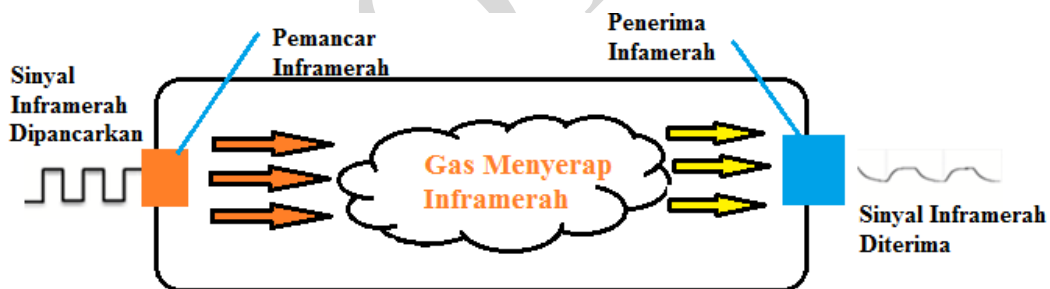 Pemancar
Inframerah
Penerima
Infamerah
Sinyal
Inframerah
Dipancarkan
Gas Menyerap
Inframerah
Sinyal Inframerah
Diterima